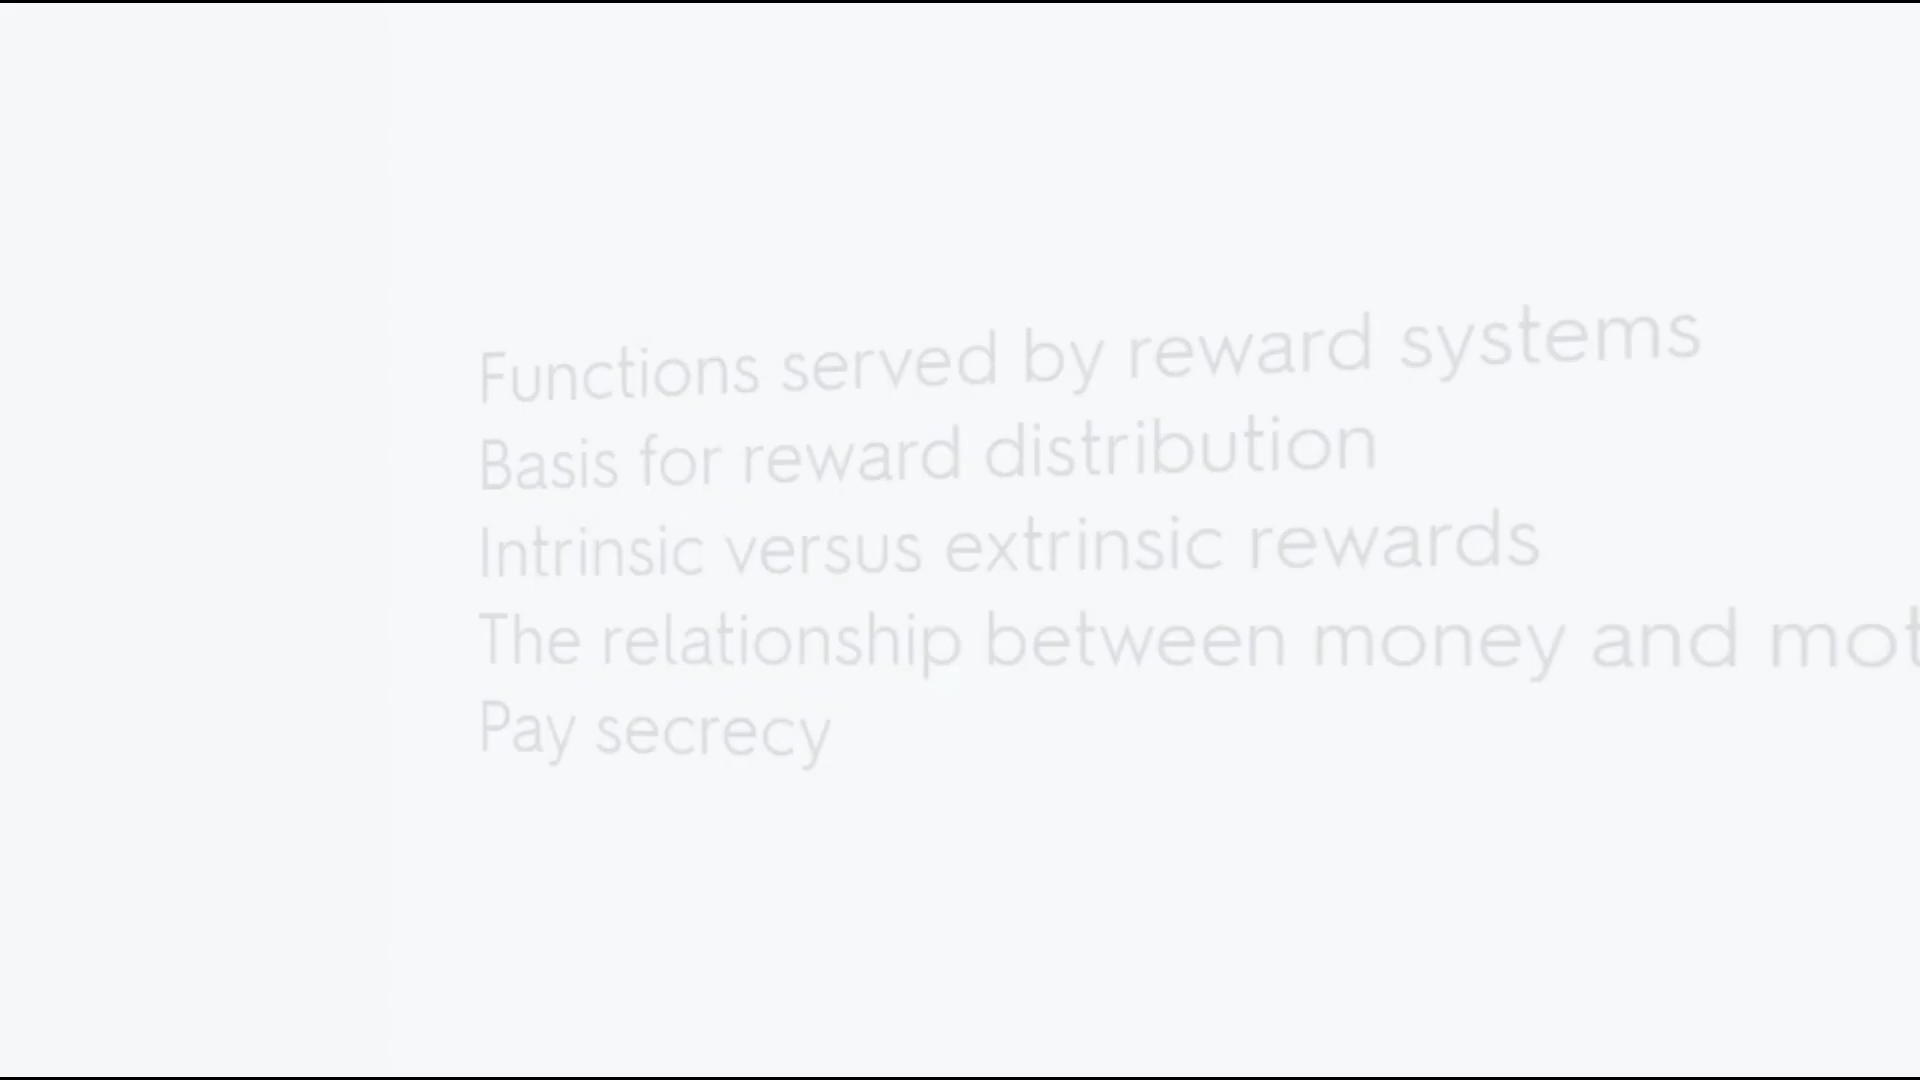 Functions served by reward systems
Basis for reward distribution
Intrinsic versus extrinsic rewards
The relationship between money and mot
Pay secrecy